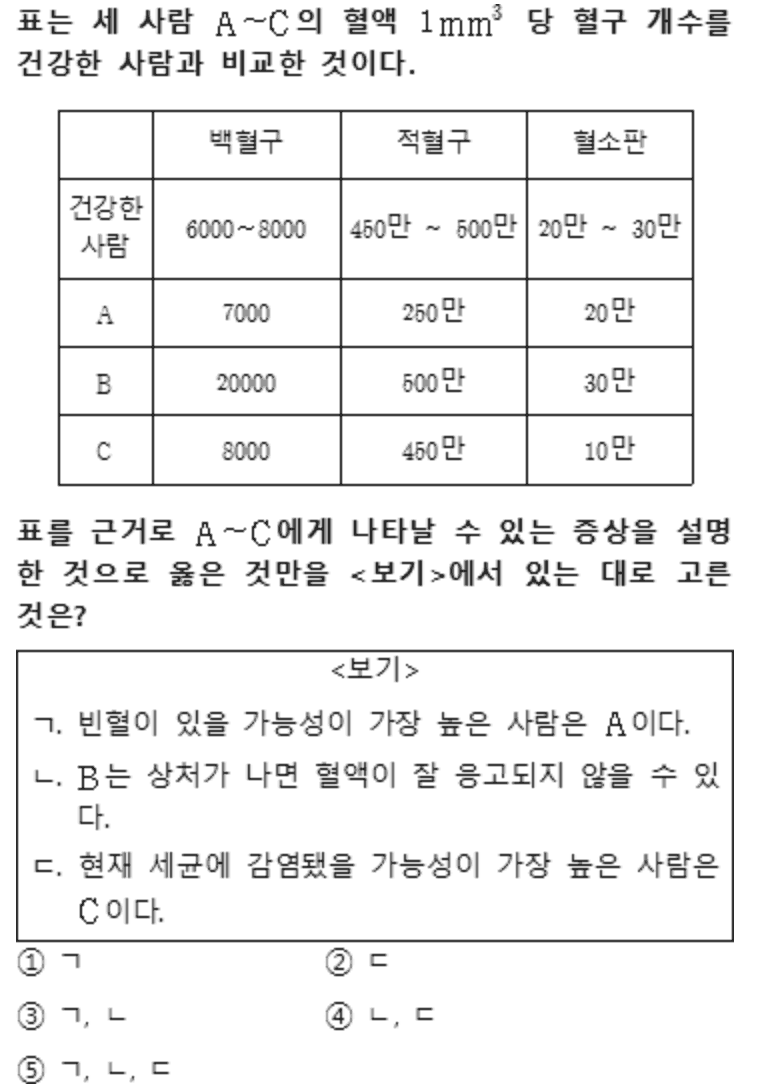 표는 세 사람 A~C의 혈액 1mm³ 당 혈구 개수를
건강한 사람과 비교한 것이다.
백혈구 적혈구 혈소판
건강한 사람 6000~8000 450만 ~ 500만 20만 ~ 30만
A 7000 250만 20만
B 20000 500만 30만
C 8000 450만 10만
표를 근거로 A~C에게 나타날 수 있는 증상을 설명
한 것으로 옳은 것만을 <보기>에서 있는 대로 고른
것은?
<보기>
ㄱ. 빈혈이 있을 가능성이 가장 높은 사람은 A이다.
ㄴ. B는 상처가 나면 혈액이 잘 응고되지 않을 수 있
다.
ㄷ. 현재 세균에 감염됐을 가능성이 가장 높은 사람은
C이다.
① ㄱ ② ㄷ
③ ㄱ, ㄴ ④ ㄴ, ㄷ
⑤ ㄱ, ㄴ, ㄷ